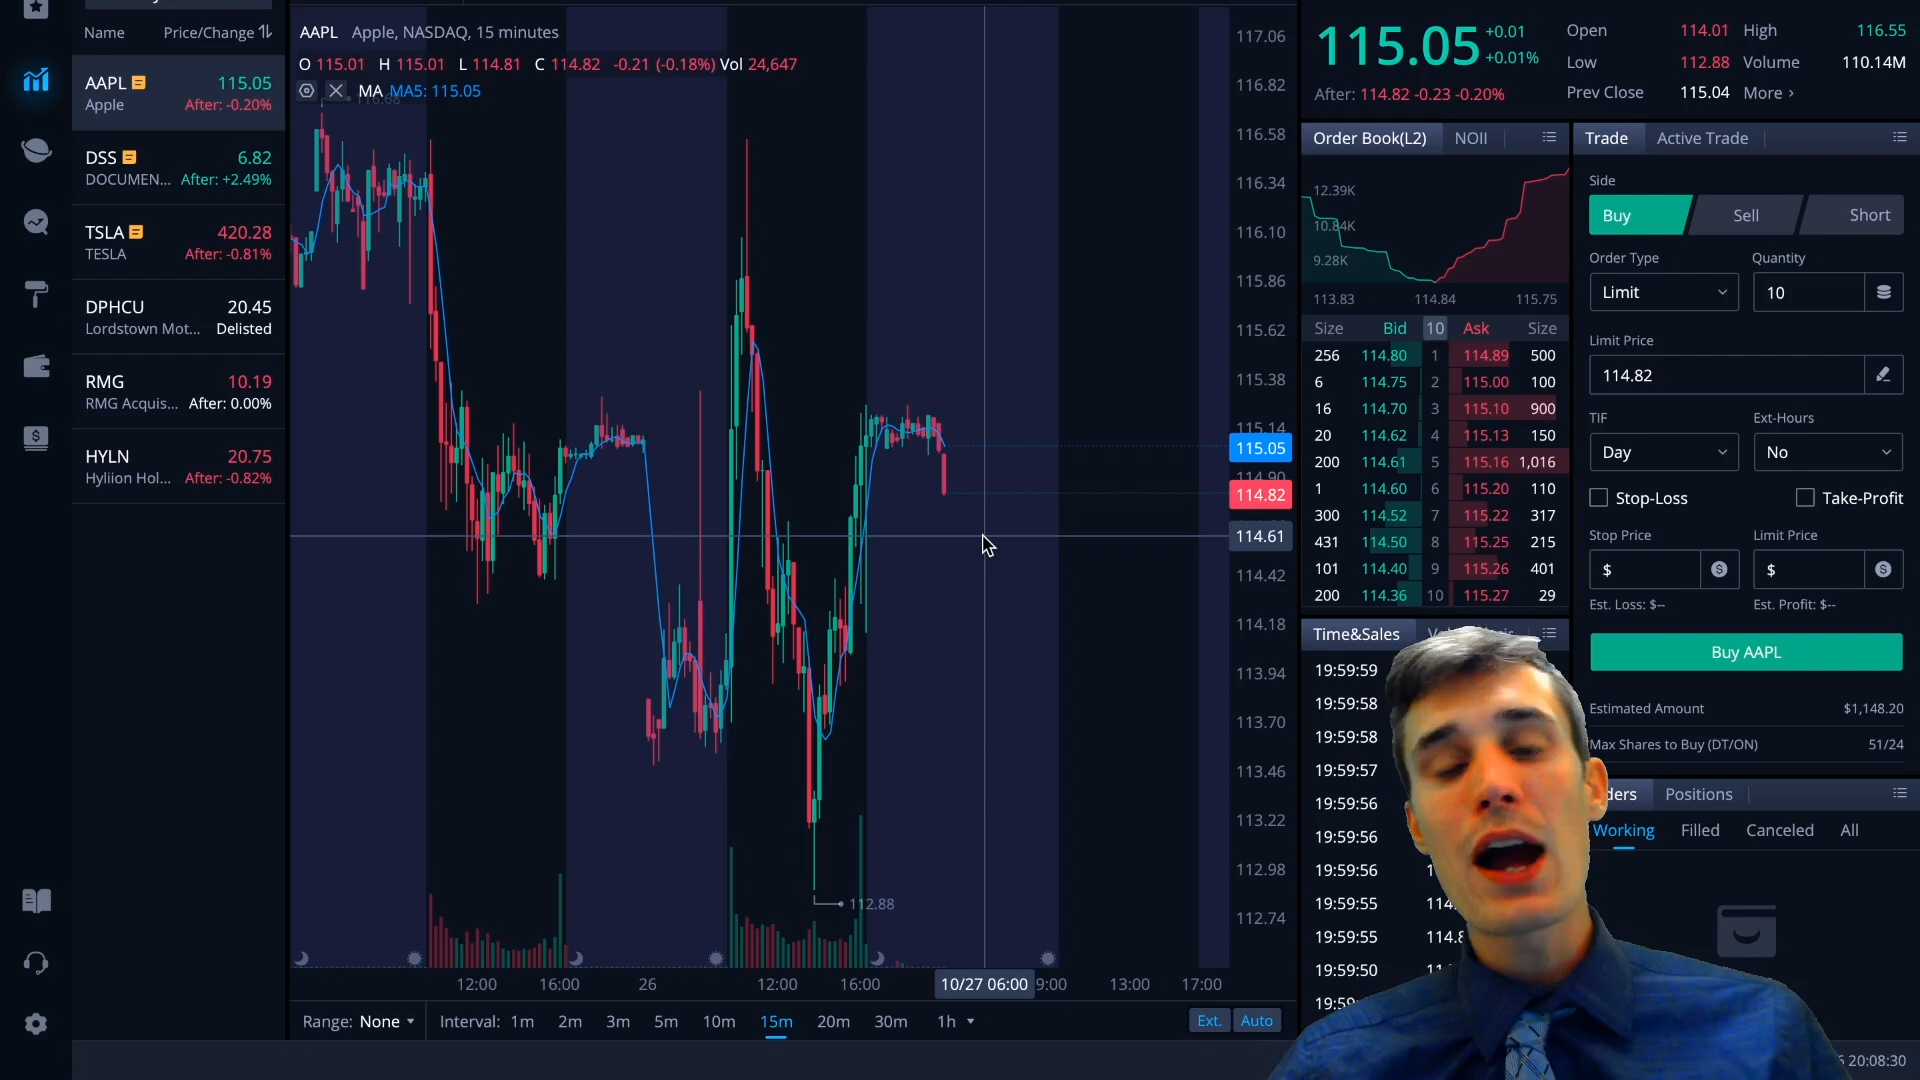 Name Price/Change
AAPL 115.05
Apple After: -0.20%
DSS 6.82
DOCUMEN... After: +2.49%
TSLA 420.28
TESLA After: -0.81%
DPHCU 20.45
Lordstown Mot... Delisted
RMG 10.19
RMG Acquis... After: 0.00%
HYLN 20.75
Hyliion Hol... After: -0.82%
AAPL Apple, NASDAQ, 15 minutes
O 115.01 H 115.01 L 114.81 C 114.82 -0.21 (-0.18%) Vol 24,647
MA MA5: 115.05
116.68
112.88
117.06
116.82
116.58
116.34
116.10
115.86
115.62
115.38
115.14
115.05
114.90
114.82
114.61
114.42
114.18
113.94
113.70
113.46
113.22
112.98
112.74
12:00 16:00 26 12:00 16:00 10/27 06:00 9:00 13:00 17:00
Range: None Interval: 1m 2m 3m 5m 10m 15m 20m 30m 1h Ext. Auto
115.05 +0.01
+0.01%
After: 114.82 -0.23 -0.20%
Open 114.01 High 116.55
Low 112.88 Volume 110.14M
Prev Close 115.04 More ›
Order Book(L2) NOII
12.39K
10.84K
9.28K
113.83 114.84 115.75
Size Bid 10 Ask Size
256 114.80 1 114.89 500
6 114.75 2 115.00 100
16 114.70 3 115.10 900
20 114.62 4 115.13 150
200 114.61 5 115.16 1,016
1 114.60 6 115.20 110
300 114.52 7 115.22 317
431 114.50 8 115.25 215
101 114.40 9 115.26 401
200 114.36 10 115.27 29
Time&Sales
19:59:59
19:59:58
19:59:58
19:59:57
19:59:56
19:59:56
19:59:56
19:59:55 114.
19:59:55 114.8
19:59:50
19:59:
Trade Active Trade
Side
Buy Sell Short
Order Type Quantity
Limit 10
Limit Price
114.82
TIF Ext-Hours
Day No
Stop-Loss Take-Profit
Stop Price Limit Price
$ $
Est. Loss: $-- Est. Profit: $--
Buy AAPL
Estimated Amount $1,148.20
Max Shares to Buy (DT/ON) 51/24
ders Positions
Working Filled Canceled All
20:08:30